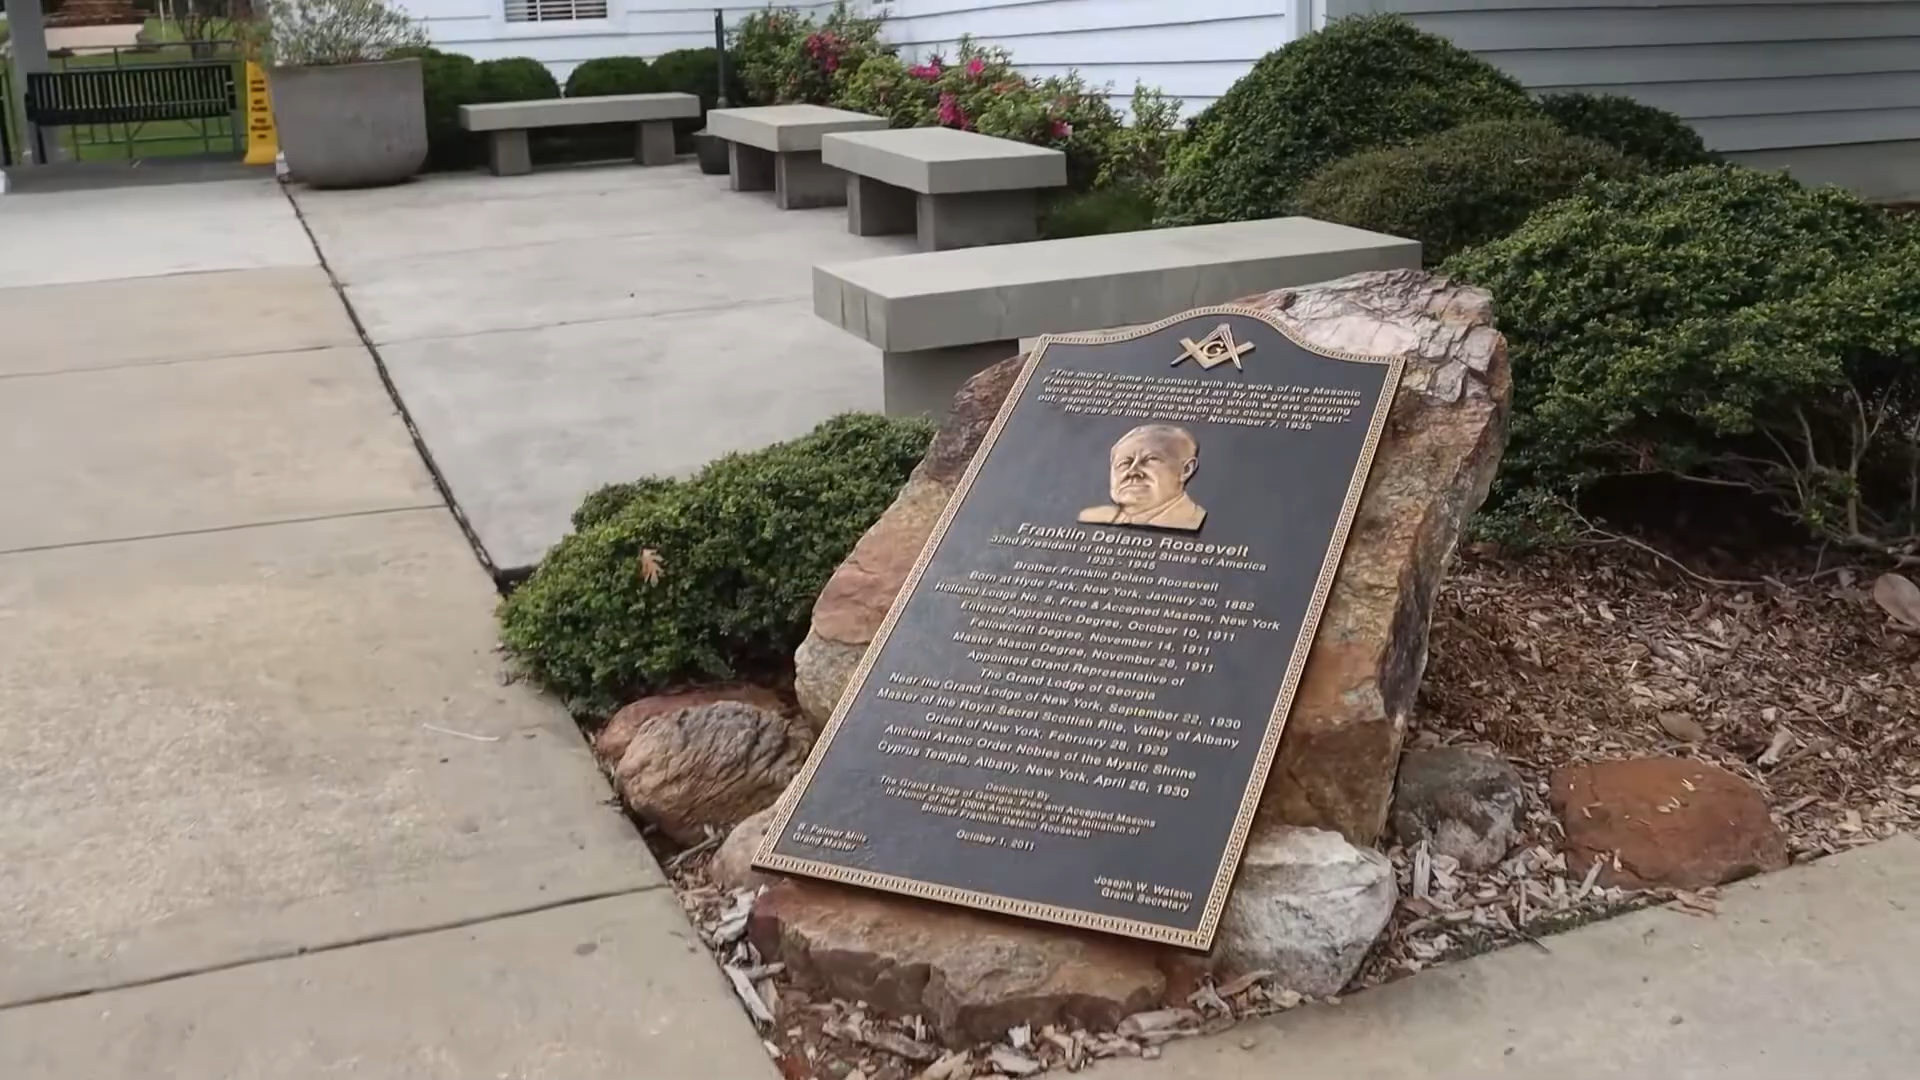 G
"The more I come in contact with the work of the Masonic
Fraternity the more impressed I am by the great charitable
work and the great practical good which we are carrying
out, especially in that line which is so close to my heart—
the care of little children." November 7, 1935
Franklin Delano Roosevelt
32nd President of the United States of America
1933 - 1945
Brother Franklin Delano Roosevelt
Born at Hyde Park, New York, January 30, 1882
Holland Lodge No. 8, Free & Accepted Masons, New York
Entered Apprentice Degree, October 10, 1911
Fellowcraft Degree, November 14, 1911
Master Mason Degree, November 28, 1911
Appointed Grand Representative of
The Grand Lodge of Georgia
Near the Grand Lodge of New York, September 22, 1930
Master of the Royal Secret Scottish Rite, Valley of Albany
Orient of New York, February 28, 1929
Ancient Arabic Order Nobles of the Mystic Shrine
Cyprus Temple, Albany, New York, April 26, 1930
Dedicated By
The Grand Lodge of Georgia, Free and Accepted Masons
In Honor of the 100th Anniversary of the Initiation of
Brother Franklin Delano Roosevelt
October 1, 2011
B. Palmer Mills
Grand Master
Joseph W. Watson
Grand Secretary